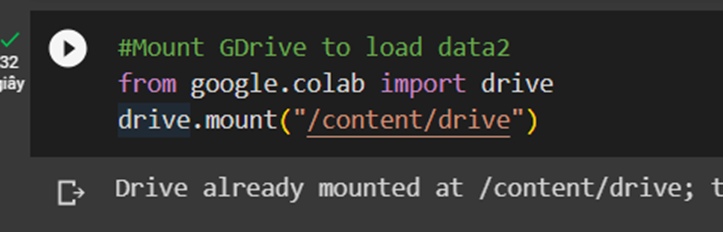 #Mount GDrive to load data2
32
from google.colab import import drive
giây
drive.mount("/content/drive")
Drive already mounted at /content/drive; t